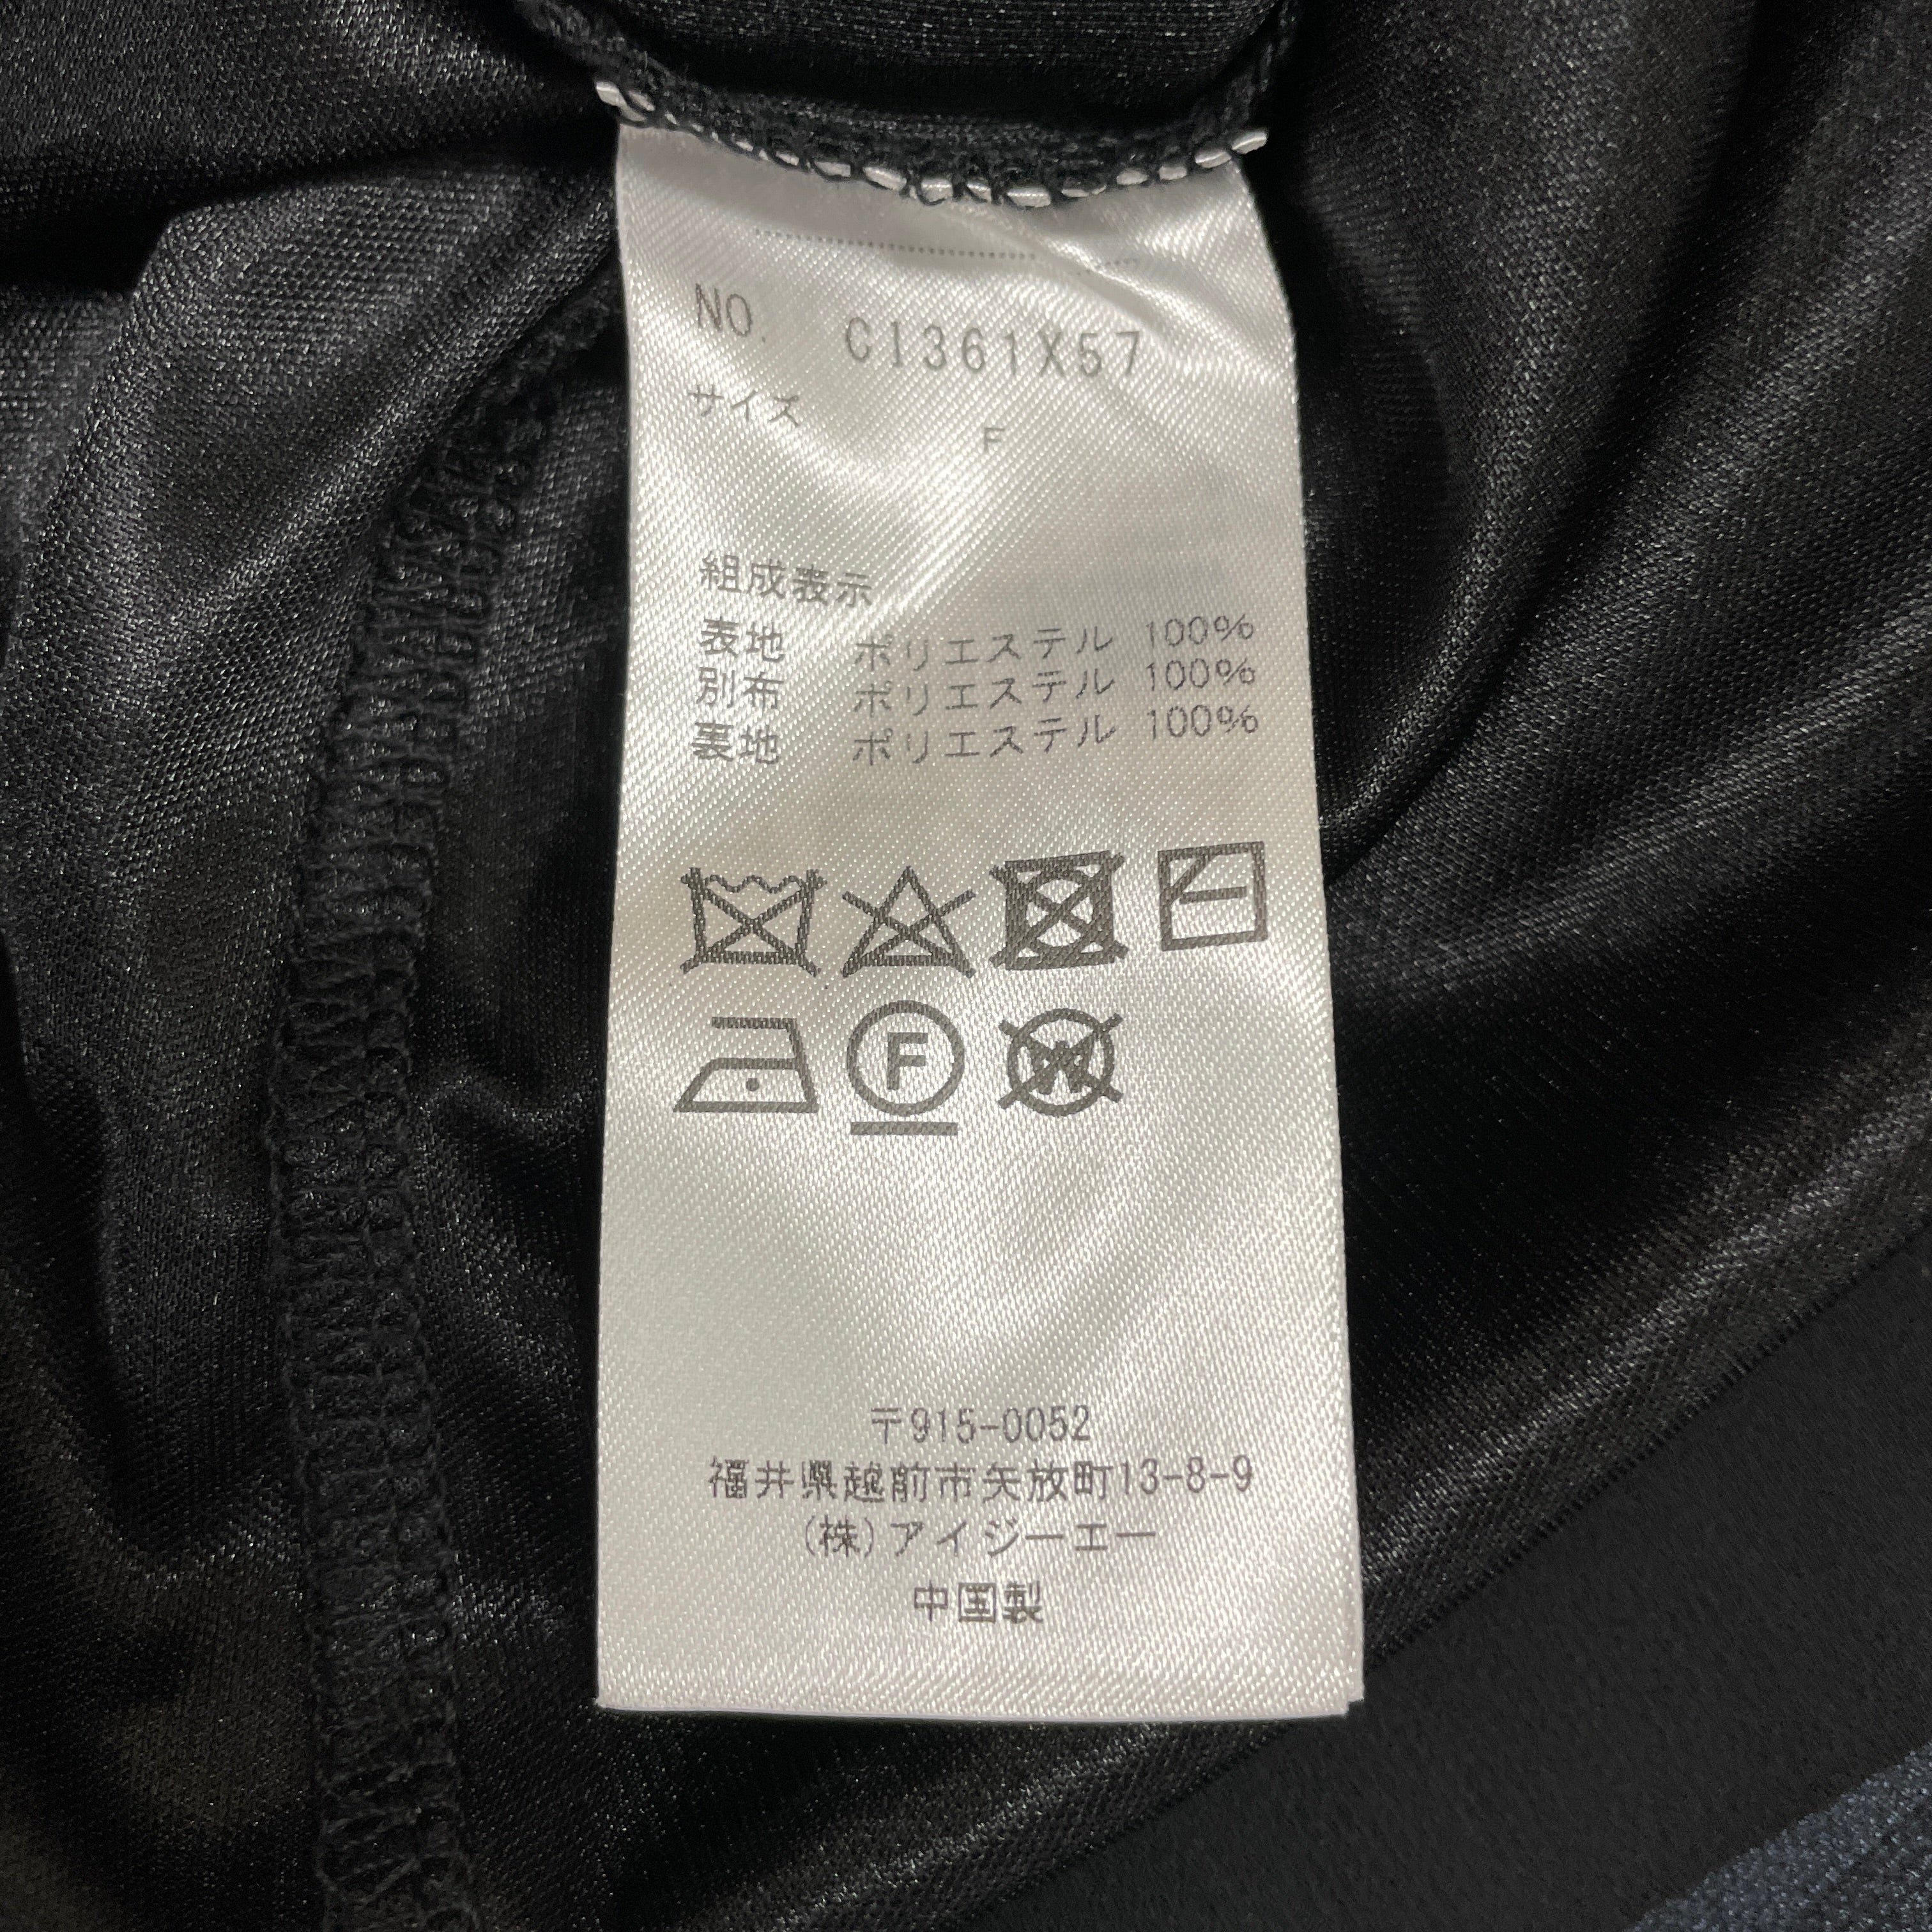 NO. CI361X57
サイズ F
組成表示
表地 ポリエステル 100%
別布 ポリエステル 100%
裏地 ポリエステル 100%
F
W
〒915-0052
福井県越前市矢放町13-8-9
(株)アイジーエー
中国製